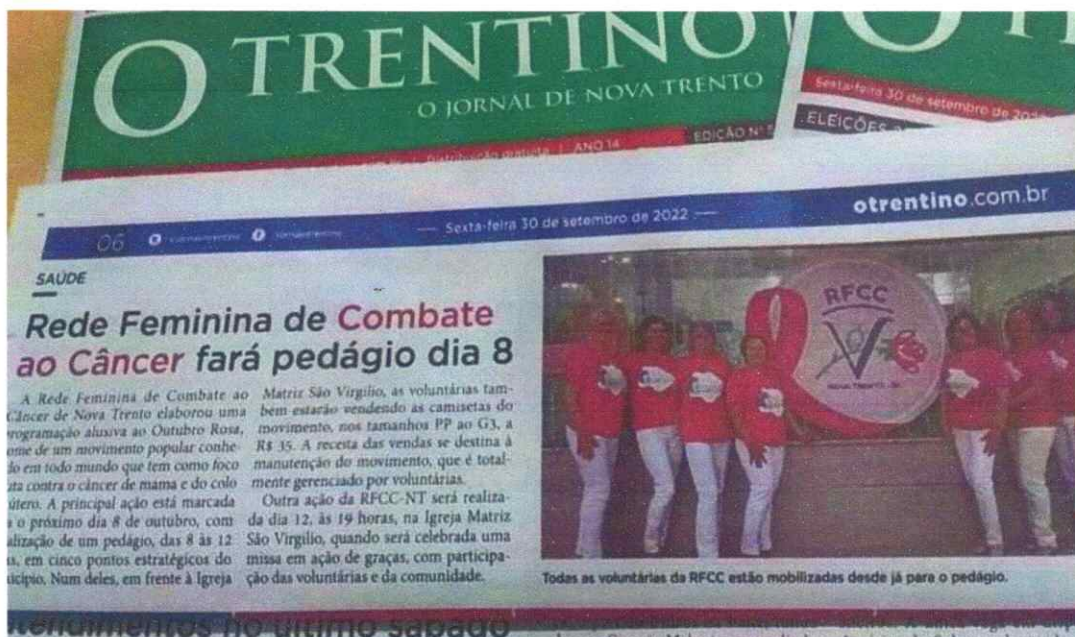 O TRENTINO
O JORNAL DE NOVA TRENTO
Distribuição gratuita | ANO 14
EDIÇÃO Nº
Sexta-feira 30 de setembro de
ELEIÇÕES
06
Sexta-feira 30 de setembro de 2022
otrentino.com.br
SAÚDE
Rede Feminina de Combate
ao Câncer fará pedágio dia 8
A Rede Feminina de Combate ao
Câncer de Nova Trento elaborou uma
programação alusiva ao Outubro Rosa,
ome de um movimento popular conhe-
do em todo mundo que tem como foco
uta contra o câncer de mama e do colo
útero. A principal ação está marcada
a o próximo dia 8 de outubro, com
alização de um pedágio, das 8 às 12
as, em cinco pontos estratégicos do
icípio. Num deles, em frente à Igreja
Matriz São Virgílio, as voluntárias tam-
bém estarão vendendo as camisetas do
movimento, nos tamanhos PP ao G3, a
R$ 35. A receita das vendas se destina à
manutenção do movimento, que é total-
mente gerenciado por voluntárias.
Outra ação da RFCC-NT será realiza-
da dia 12, às 19 horas, na Igreja Matriz
São Virgílio, quando será celebrada uma
missa em ação de graças, com participa-
ção das voluntárias e da comunidade.
RFCC
NOVA TRENTO - SC
Todas as voluntárias da RFCC estão mobilizadas desde já para o pedágio.
tendimentos no último sábado